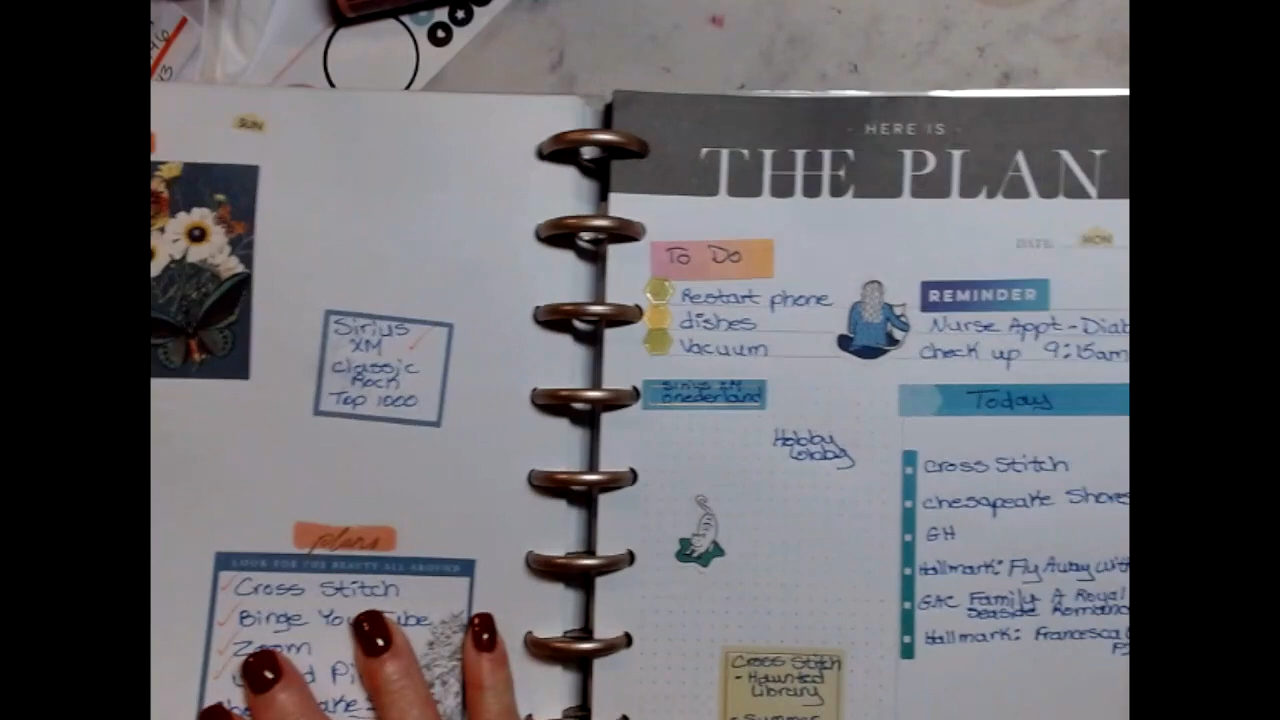 SUN
Sirius
XM
Classic
Rock
Top 1000
plans
LOOK FOR THE BEAUTY ALL AROUND
Cross Stitch
Binge YouTube
Zoom
HERE IS
THE PLAN
DATE MON
To Do
Restart phone
dishes
Vacuum
REMINDER
Nurse Appt - Diab
check up 9:15am
Sirius XM
onederland
Hobby
Lobby
Today
Cross Stitch
Chesapeake Shores
GH
Hallmark: Fly Away with
GAC Family A Royal
Seaside Romance
Hallmark: Francesca
Cross Stitch
- Haunted
Library
- Summer